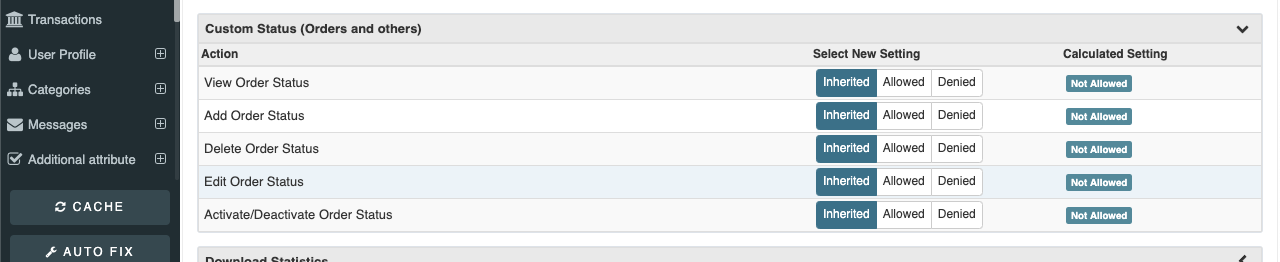 Transactions
User Profile
Categories
Messages
Additional attribute
CACHE
AUTO FIX
Custom Status (Orders and others)
Action Select New Setting Calculated Setting
View Order Status Inherited Allowed Denied Not Allowed
Add Order Status Inherited Allowed Denied Not Allowed
Delete Order Status Inherited Allowed Denied Not Allowed
Edit Order Status Inherited Allowed Denied Not Allowed
Activate/Deactivate Order Status Inherited Allowed Denied Not Allowed
Download Statistics